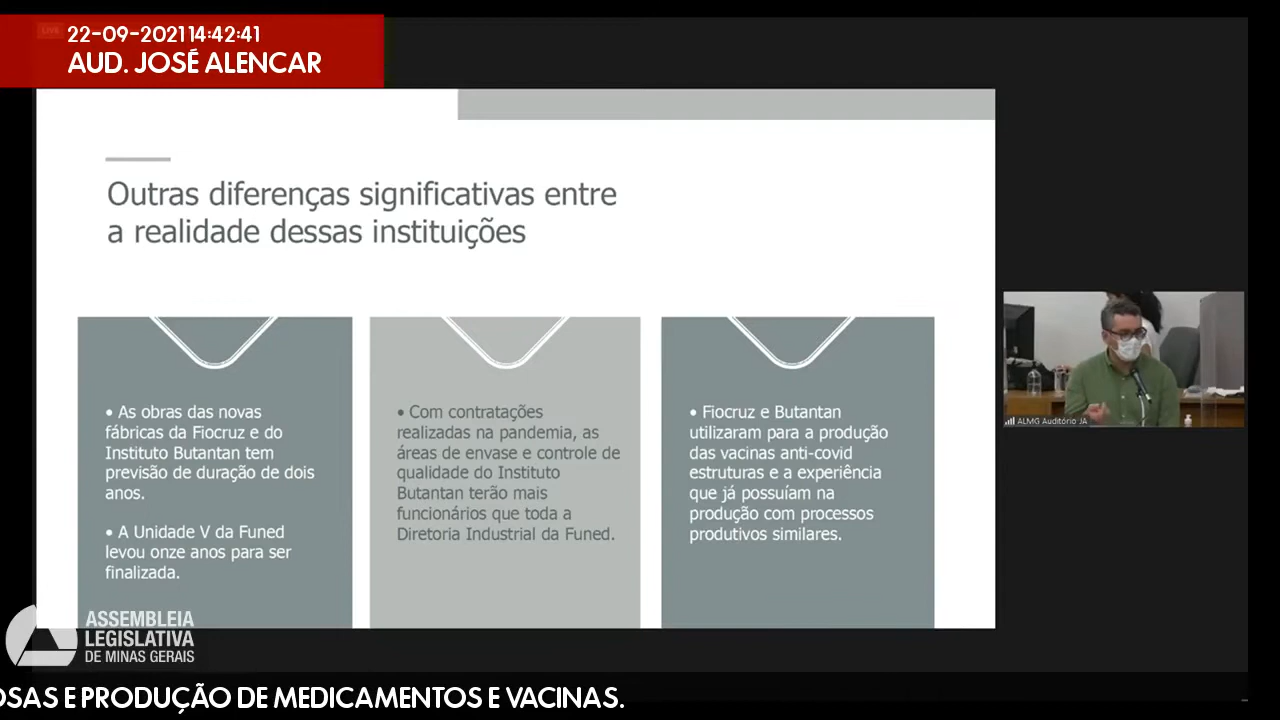 LIVE
22-09-2021 14:42:41
AUD. JOSÉ ALENCAR
Outras diferenças significativas entre
a realidade dessas instituições
• As obras das novas
fábricas da Fiocruz e do
Instituto Butantan tem
previsão de duração de dois
anos.
• A Unidade V da Funed
levou onze anos para ser
finalizada.
• Com contratações
realizadas na pandemia, as
áreas de envase e controle de
qualidade do Instituto
Butantan terão mais
funcionários que toda a
Diretoria Industrial da Funed.
• Fiocruz e Butantan
utilizaram para a produção
das vacinas anti-covid
estruturas e a experiência
que já possuíam na
produção com processos
produtivos similares.
ALMG Auditório JA
ASSEMBLEIA
LEGISLATIVA
DE MINAS GERAIS
OSAS E PRODUÇÃO DE MEDICAMENTOS E VACINAS.